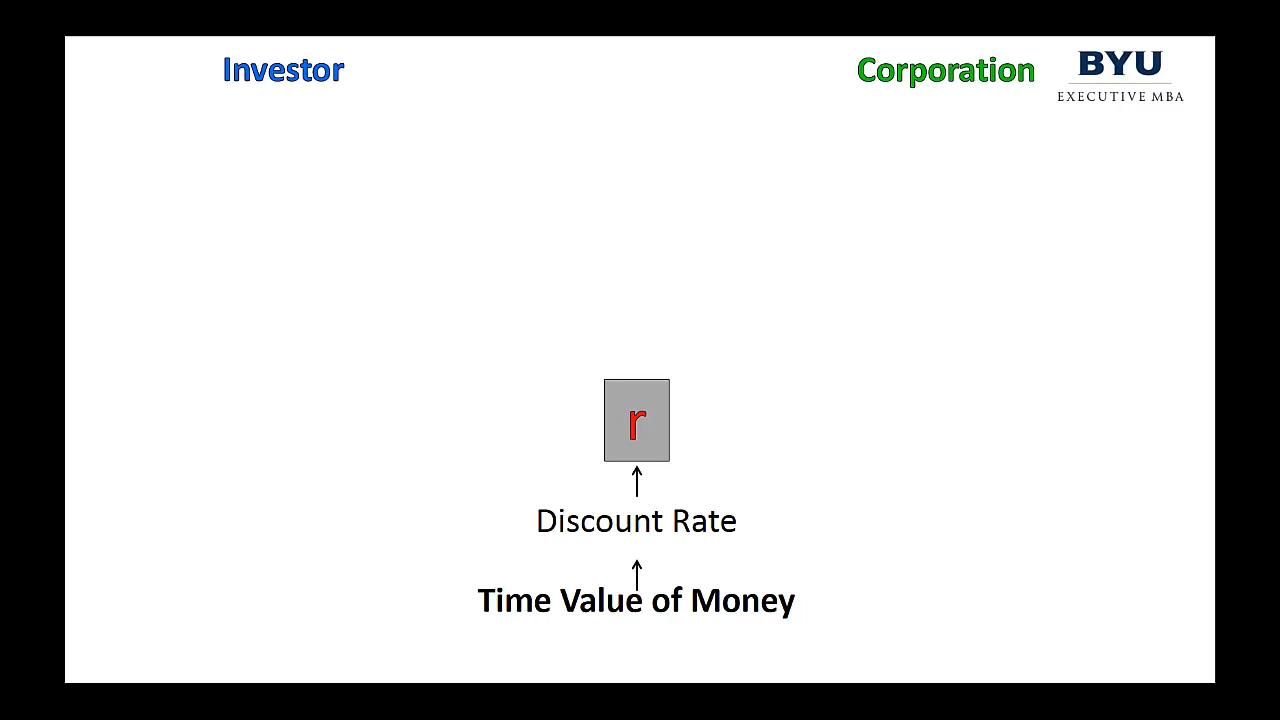 Investor
Corporation
BYU
EXECUTIVE MBA
r
Discount Rate
Time Value of Money